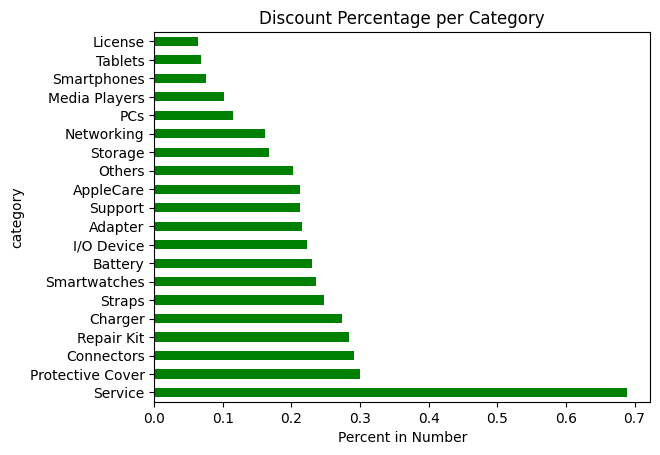 Discount Percentage per Category
category
License
Tablets
Smartphones
Media Players
PCs
Networking
Storage
Others
AppleCare
Support
Adapter
I/O Device
Battery
Smartwatches
Straps
Charger
Repair Kit
Connectors
Protective Cover
Service
0.0 0.1 0.2 0.3 0.4 0.5 0.6 0.7
Percent in Number